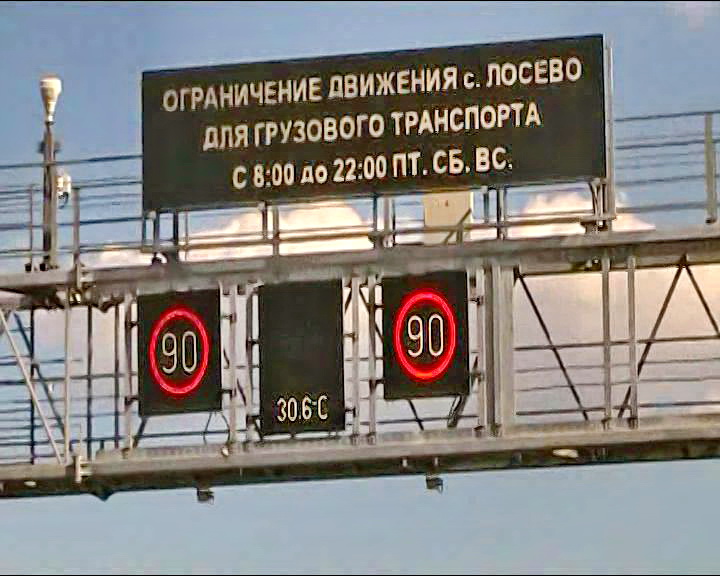 ОГРАНИЧЕНИЕ ДВИЖЕНИЯ с. ЛОСЕВО
ДЛЯ ГРУЗОВОГО ТРАНСПОРТА
С 8:00 до 22:00 ПТ. СБ. ВС.
90
90
30.6°C